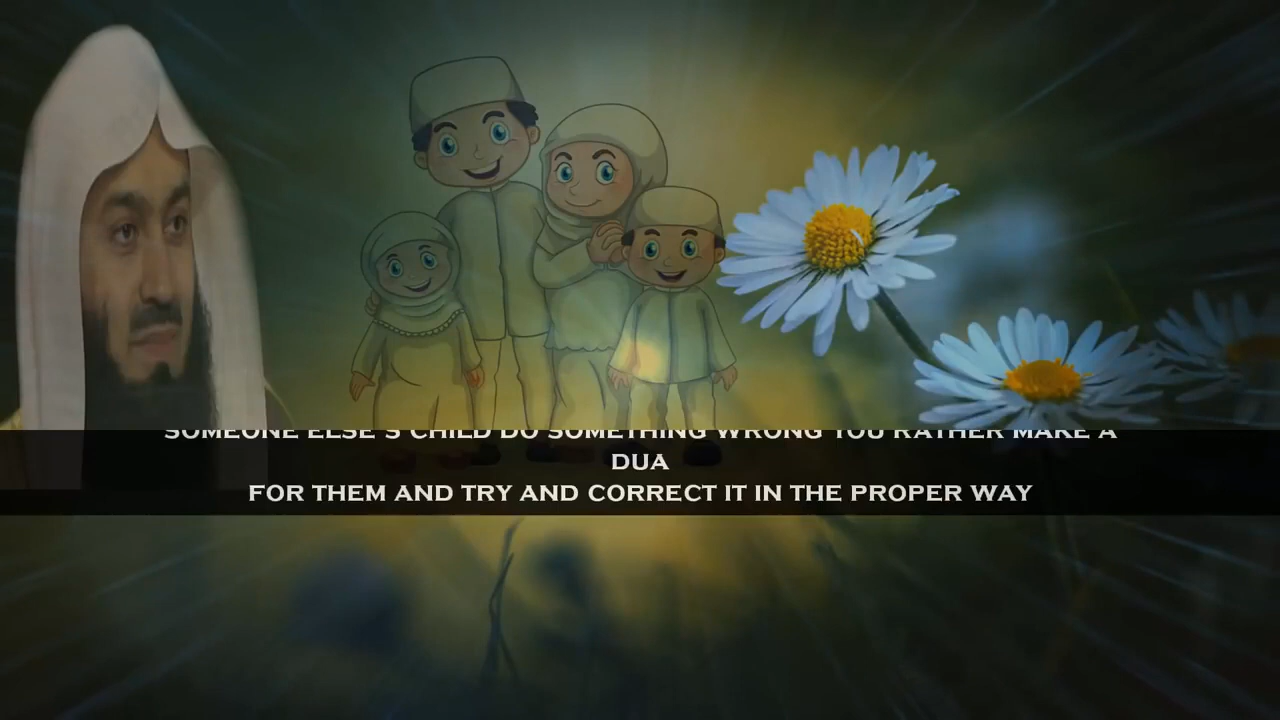 SOMEONE ELSE'S CHILD DO SOMETHING WRONG YOU RATHER MAKE A
DUA
FOR THEM AND TRY AND CORRECT IT IN THE PROPER WAY